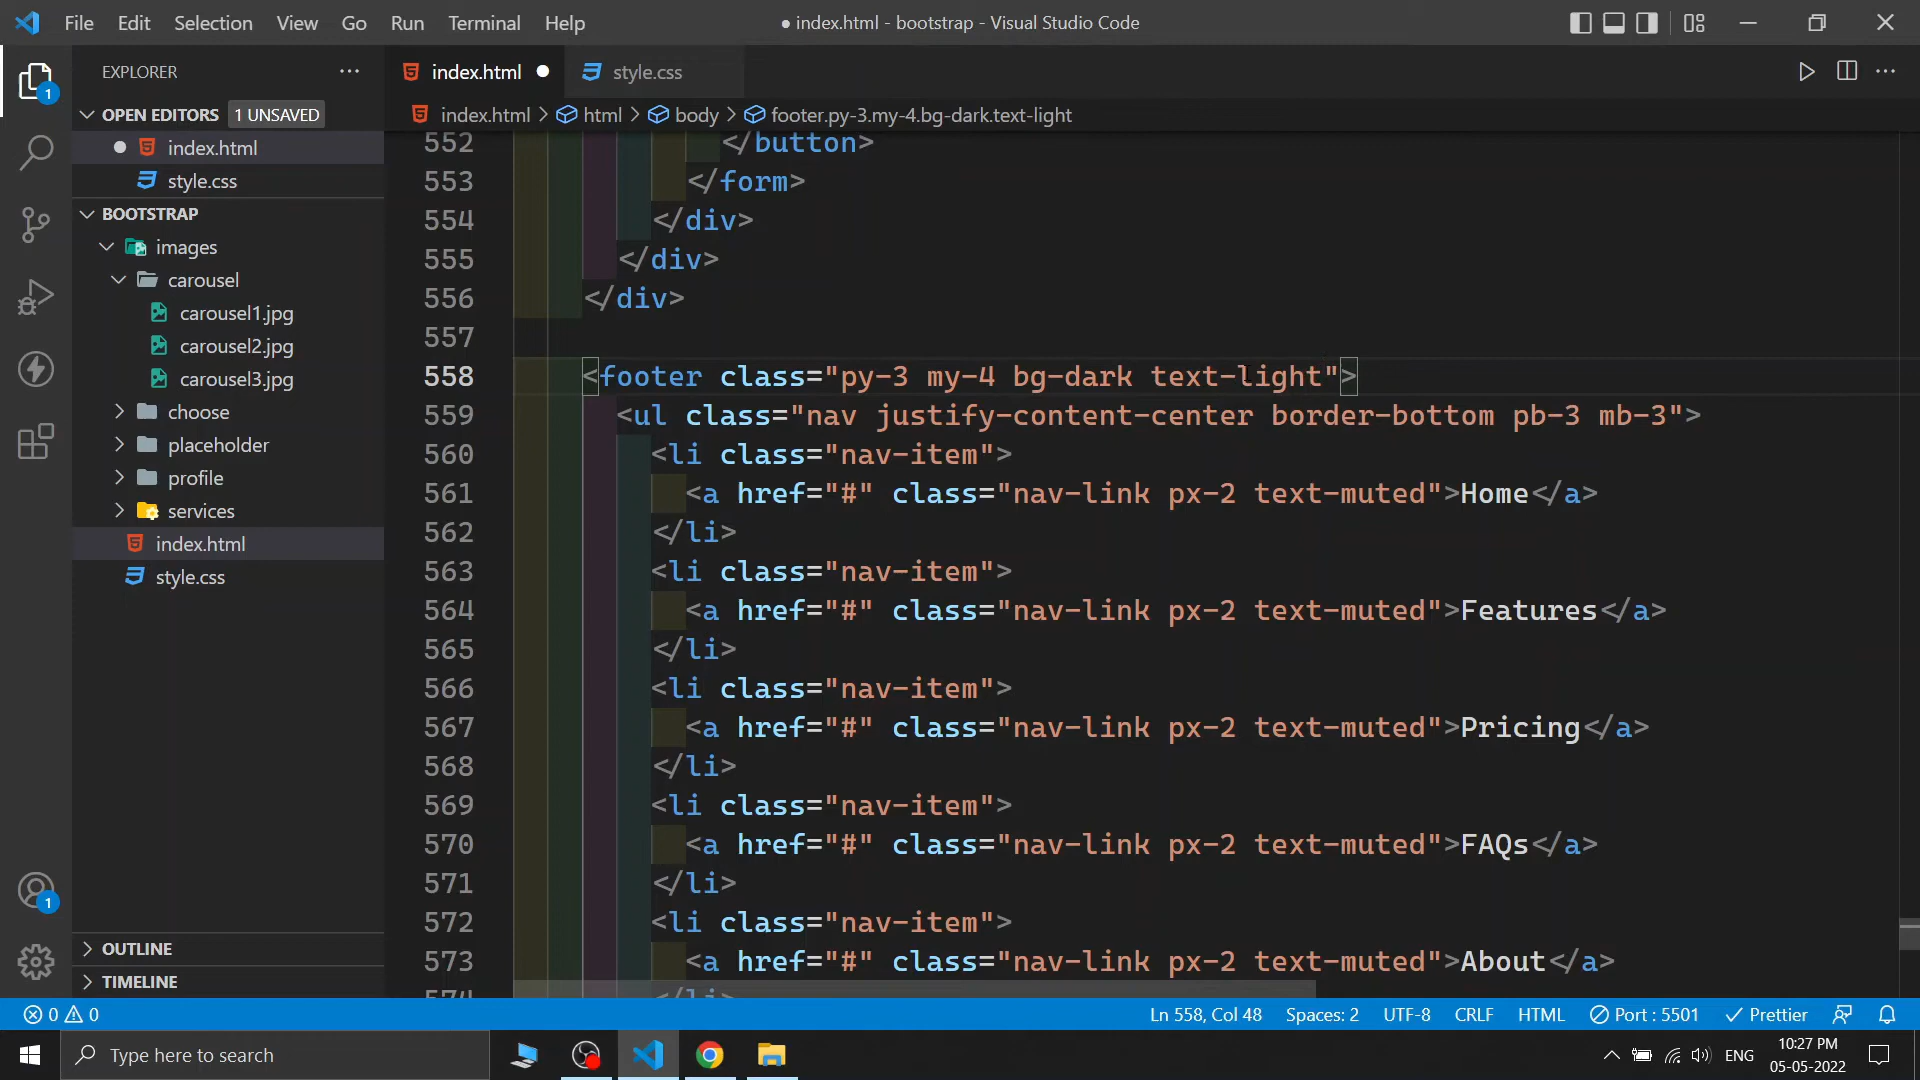 File Edit Selection View Go Run Terminal Help
● index.html - bootstrap - Visual Studio Code
EXPLORER
OPEN EDITORS 1 UNSAVED
index.html
style.css
BOOTSTRAP
images
carousel
carousel1.jpg
carousel2.jpg
carousel3.jpg
choose
placeholder
profile
services
index.html
style.css
OUTLINE
TIMELINE
1
1
index.html
style.css
index.html > html > body > footer.py-3.my-4.bg-dark.text-light
552 </button>
553 </form>
554 </div>
555 </div>
556 </div>
557
558 <footer class="py-3 my-4 bg-dark text-light">
559 <ul class="nav justify-content-center border-bottom pb-3 mb-3">
560 <li class="nav-item">
561 <a href="#" class="nav-link px-2 text-muted">Home</a>
562 </li>
563 <li class="nav-item">
564 <a href="#" class="nav-link px-2 text-muted">Features</a>
565 </li>
566 <li class="nav-item">
567 <a href="#" class="nav-link px-2 text-muted">Pricing</a>
568 </li>
569 <li class="nav-item">
570 <a href="#" class="nav-link px-2 text-muted">FAQs</a>
571 </li>
572 <li class="nav-item">
573 <a href="#" class="nav-link px-2 text-muted">About</a>
574 </li>
0 0
Ln 558, Col 48 Spaces: 2 UTF-8 CRLF HTML Port : 5501 Prettier
Type here to search
ENG
10:27 PM
05-05-2022